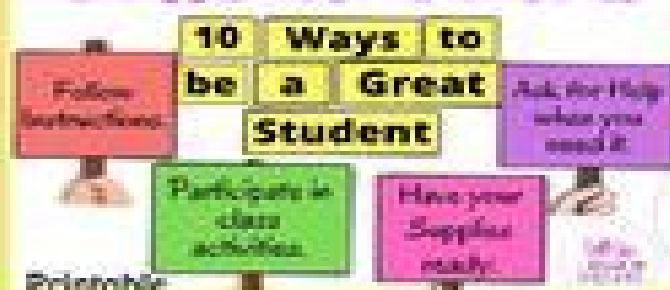 10 Ways to
be a Great
Student
Follow
Instructions.
Ask for Help
when you
need it.
Participate in
class
activities.
Have your
Supplies
ready.
Printable